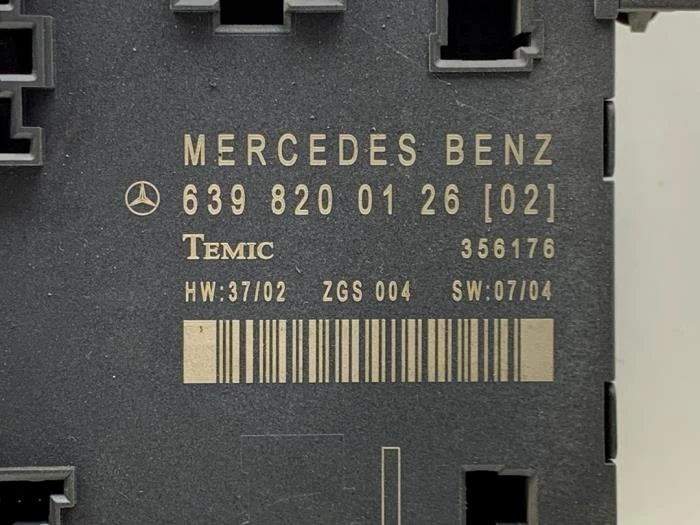 MERCEDES BENZ
639 820 01 26 [02]
TEMIC 356176
HW:37/02 ZGS 004 SW:07/04